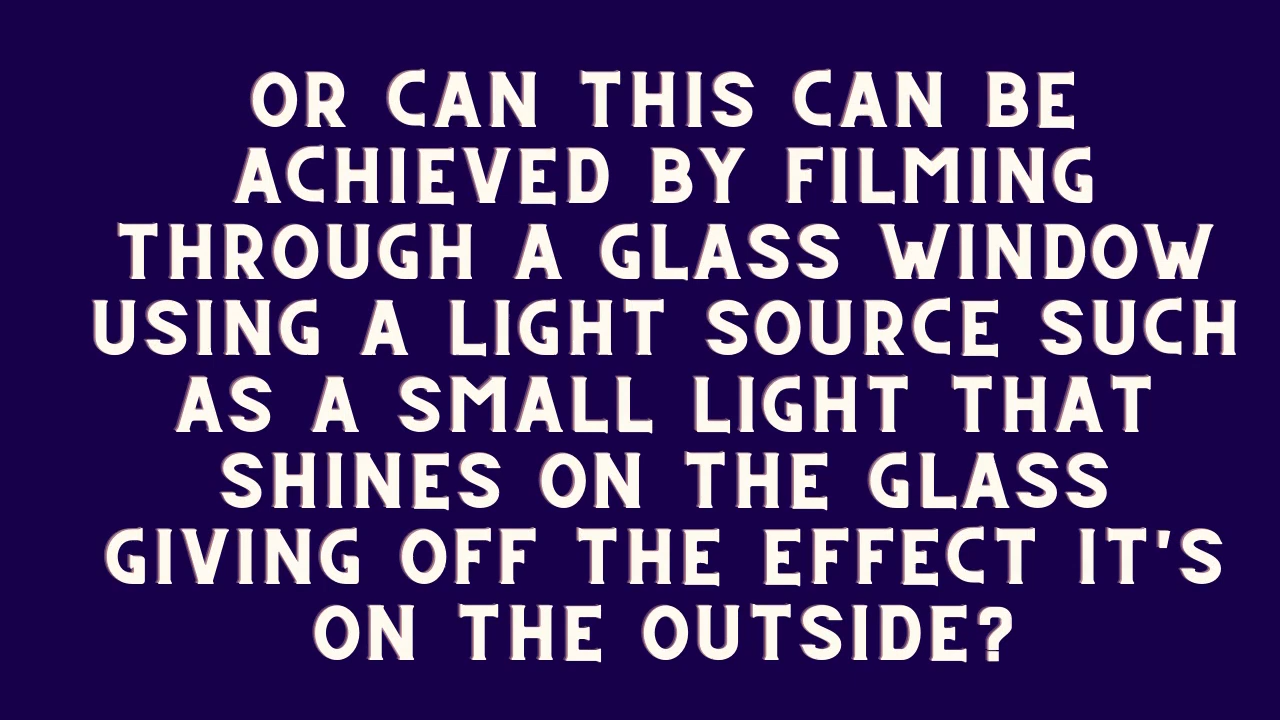 OR CAN THIS CAN BE
ACHIEVED BY FILMING
THROUGH A GLASS WINDOW
USING A LIGHT SOURCE SUCH
AS A SMALL LIGHT THAT
SHINES ON THE GLASS
GIVING OFF THE EFFECT IT'S
ON THE OUTSIDE?